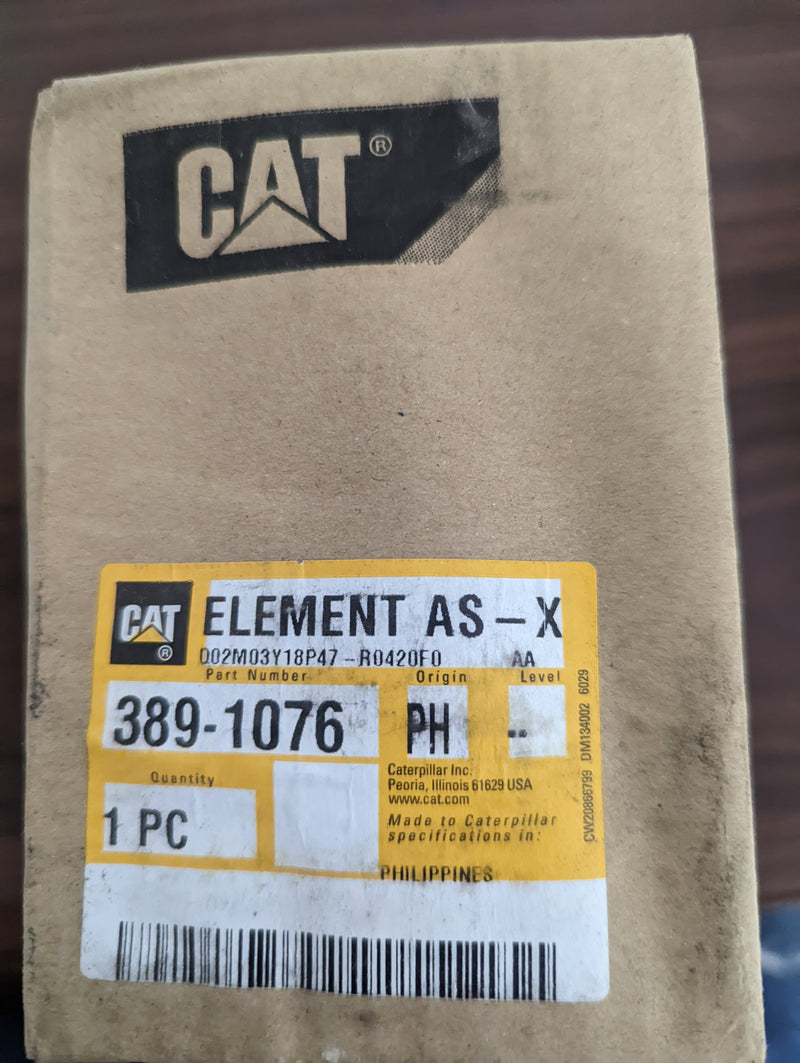 CAT®
CAT®
ELEMENT AS-X
Q02M03Y18P47-R0420F0 AA
Part Number Origin Level
389-1076 PH --
Quantity
1 PC
Caterpillar Inc.
Peoria, Illinois 61629 USA
www.cat.com
Made to Caterpillar
specifications in:
PHILIPPINES
CW20866799 DM134002 6029